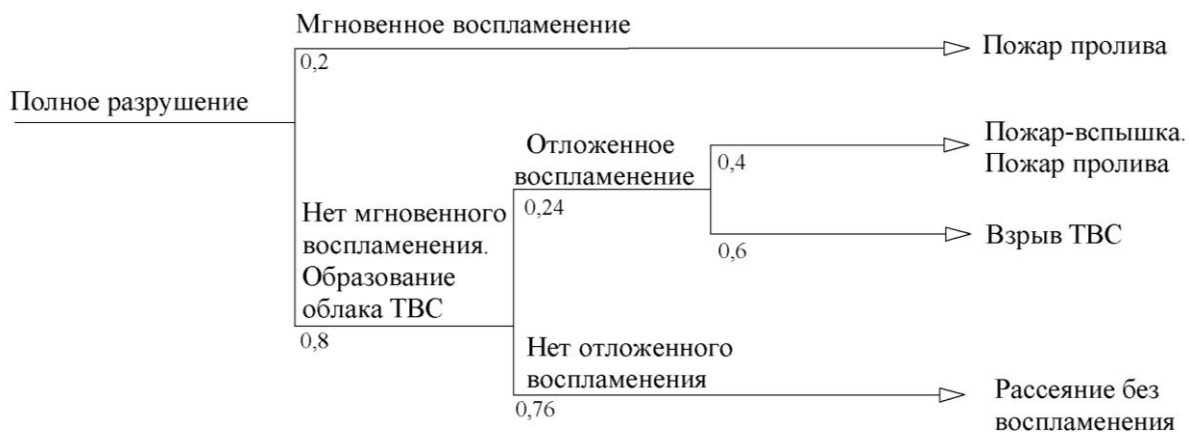 Мгновенное воспламенение
0,2
Пожар пролива
Полное разрушение
Отложенное
воспламенение
0,24
0,4
Пожар-вспышка.
Пожар пролива
0,6
Взрыв ТВС
Нет мгновенного
воспламенения.
Образование
облака ТВС
0,8
Нет отложенного
воспламенения
0,76
Рассеяние без
воспламенения